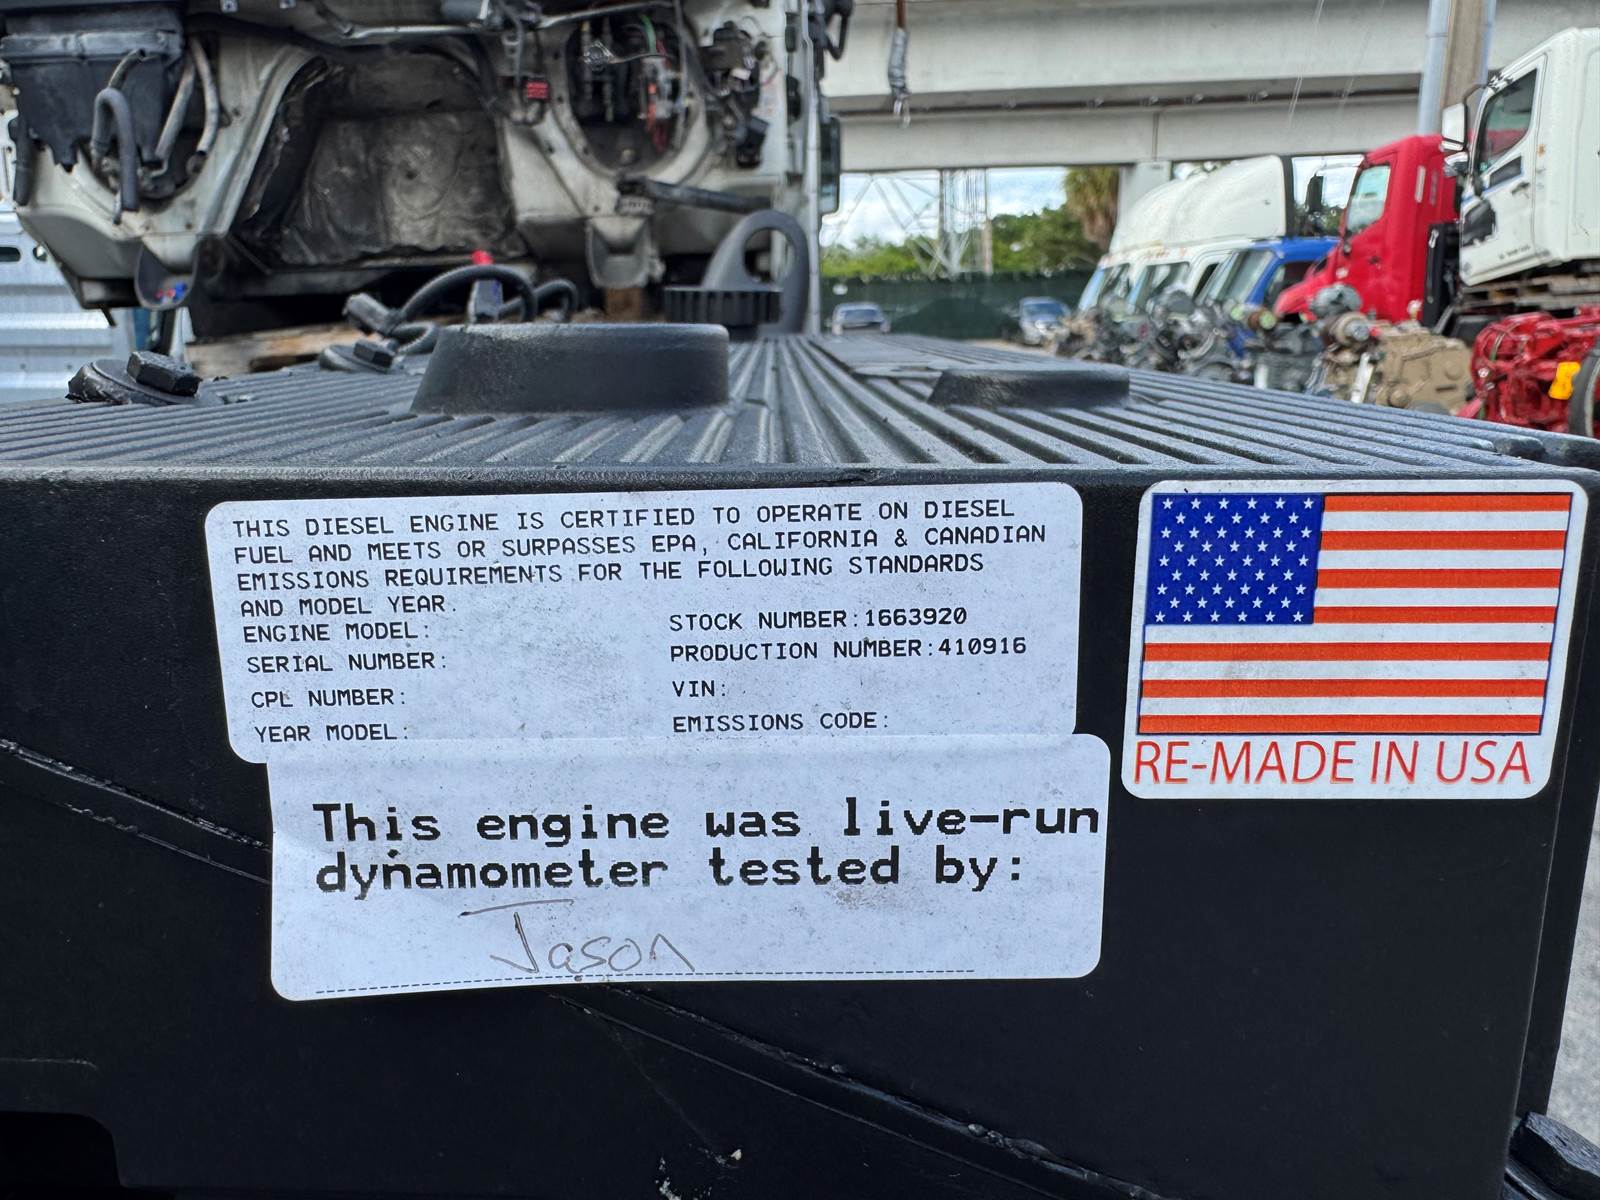 THIS DIESEL ENGINE IS CERTIFIED TO OPERATE ON DIESEL
FUEL AND MEETS OR SURPASSES EPA, CALIFORNIA & CANADIAN
EMISSIONS REQUIREMENTS FOR THE FOLLOWING STANDARDS
AND MODEL YEAR.
ENGINE MODEL:
SERIAL NUMBER:
CPL NUMBER:
YEAR MODEL:
STOCK NUMBER:1663920
PRODUCTION NUMBER:410916
VIN:
EMISSIONS CODE:
This engine was live-run
dynamometer tested by:
Jason
RE-MADE IN USA